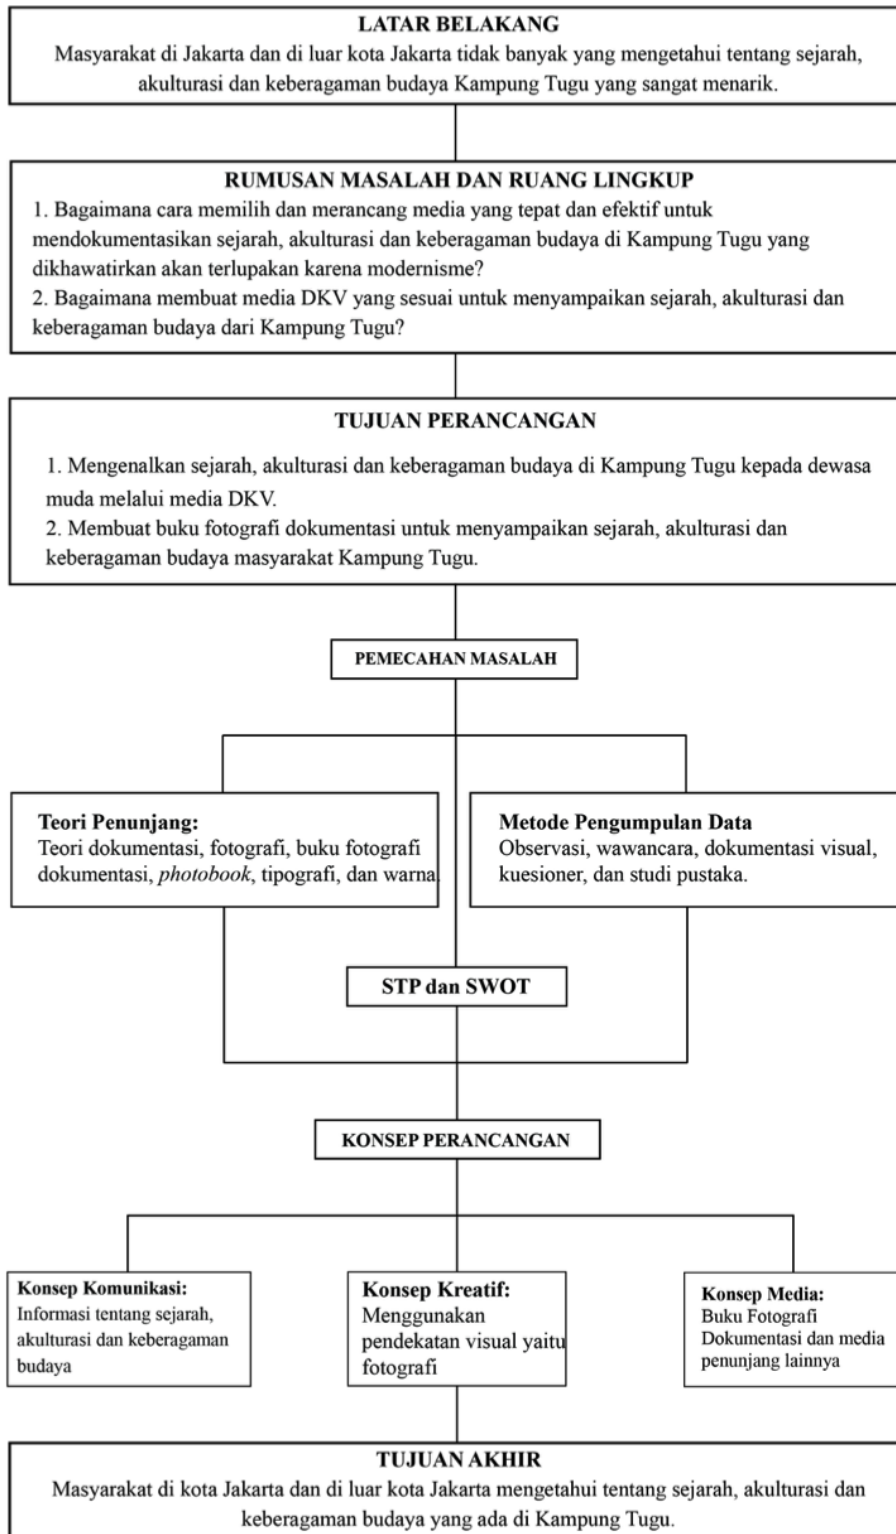 LATAR BELAKANG
Masyarakat di Jakarta dan di luar kota Jakarta tidak banyak yang mengetahui tentang sejarah,
akulturasi dan keberagaman budaya Kampung Tugu yang sangat menarik.
RUMUSAN MASALAH DAN RUANG LINGKUP
1. Bagaimana cara memilih dan merancang media yang tepat dan efektif untuk
mendokumentasikan sejarah, akulturasi dan keberagaman budaya di Kampung Tugu yang
dikhawatirkan akan terlupakan karena modernisme?
2. Bagaimana membuat media DKV yang sesuai untuk menyampaikan sejarah, akulturasi dan
keberagaman budaya dari Kampung Tugu?
TUJUAN PERANCANGAN
1. Mengenalkan sejarah, akulturasi dan keberagaman budaya di Kampung Tugu kepada dewasa
muda melalui media DKV.
2. Membuat buku fotografi dokumentasi untuk menyampaikan sejarah, akulturasi dan
keberagaman budaya masyarakat Kampung Tugu.
PEMECAHAN MASALAH
Teori Penunjang:
Teori dokumentasi, fotografi, buku fotografi
dokumentasi, photobook, tipografi, dan warna.
Metode Pengumpulan Data
Observasi, wawancara, dokumentasi visual,
kuesioner, dan studi pustaka.
STP dan SWOT
KONSEP PERANCANGAN
Konsep Komunikasi:
Informasi tentang sejarah,
akulturasi dan keberagaman
budaya
Konsep Kreatif:
Menggunakan
pendekatan visual yaitu
fotografi
Konsep Media:
Buku Fotografi
Dokumentasi dan media
penunjang lainnya
TUJUAN AKHIR
Masyarakat di kota Jakarta dan di luar kota Jakarta mengetahui tentang sejarah, akulturasi dan
keberagaman budaya yang ada di Kampung Tugu.